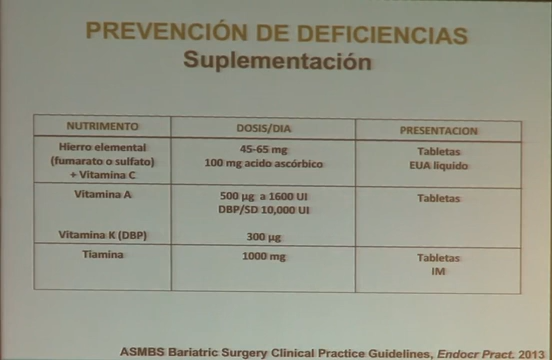 PREVENCIÓN DE DEFICIENCIAS
Suplementación
NUTRIMENTO DOSIS/DIA PRESENTACION
Hierro elemental 45-65 mg Tabletas
(fumarato o sulfato) 100 mg acido ascórbico EUA liquido
+ Vitamina C
Vitamina A 500 µg a 1600 UI Tabletas
DBP/SD 10,000 UI
Vitamina K (DBP) 300 µg
Tiamina 1000 mg Tabletas
IM
ASMBS Bariatric Surgery Clinical Practice Guidelines, Endocr Pract. 2013